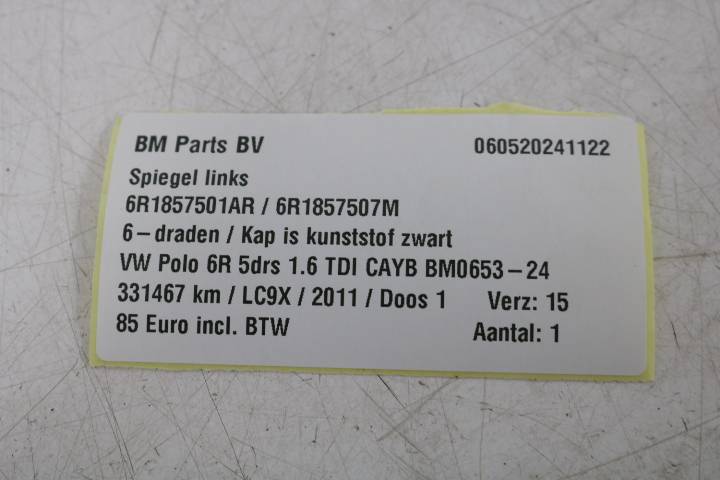 BM Parts BV 060520241122
Spiegel links
6R1857501AR / 6R1857507M
6-draden / Kap is kunststof zwart
VW Polo 6R 5drs 1.6 TDI CAYB BM0653-24
331467 km / LC9X / 2011 / Doos 1 Verz: 15
85 Euro incl. BTW Aantal: 1